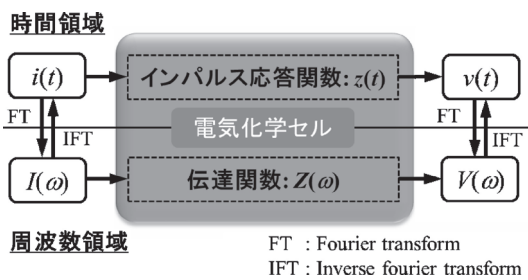 時間領域
i(t)
インパルス応答関数: z(t)
v(t)
FT
IFT
電気化学セル
FT
IFT
I(ω)
伝達関数: Z(ω)
V(ω)
周波数領域
FT : Fourier transform
IFT : Inverse fourier transform